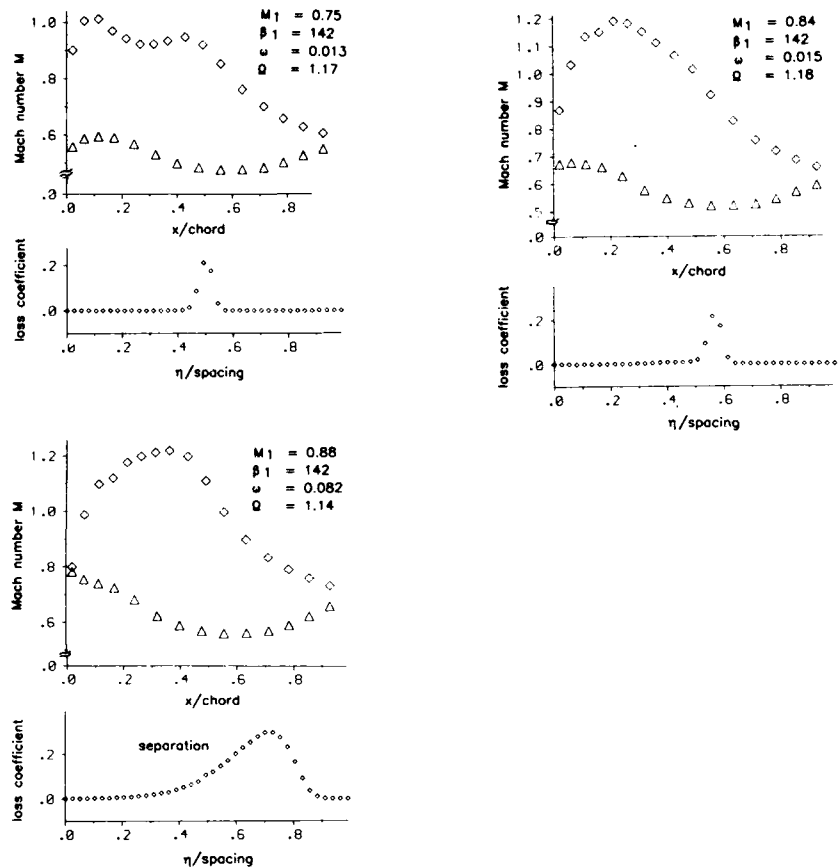 M1 = 0.75
β1 = 142
ω = 0.013
Ω = 1.17
Mach number M
1.0
.8
.6
.0
.0 .2 .4 .6 .8
x/chord
loss coefficient
.2
.0
.0 .2 .4 .6 .8
η/spacing
M1 = 0.84
β1 = 142
ω = 0.015
Ω = 1.18
Mach number M
1.2
1.1
1.0
.9
.8
.7
.6
.5
.0
.0 .2 .4 .6 .8
x/chord
loss coefficient
.2
.0
.0 .2 .4 .6 .8
η/spacing
M1 = 0.88
β1 = 142
ω = 0.082
Ω = 1.14
Mach number M
1.2
1.0
.8
.6
.0
.0 .2 .4 .6 .8
x/chord
separation
loss coefficient
.2
.0
.0 .2 .4 .6 .8
η/spacing